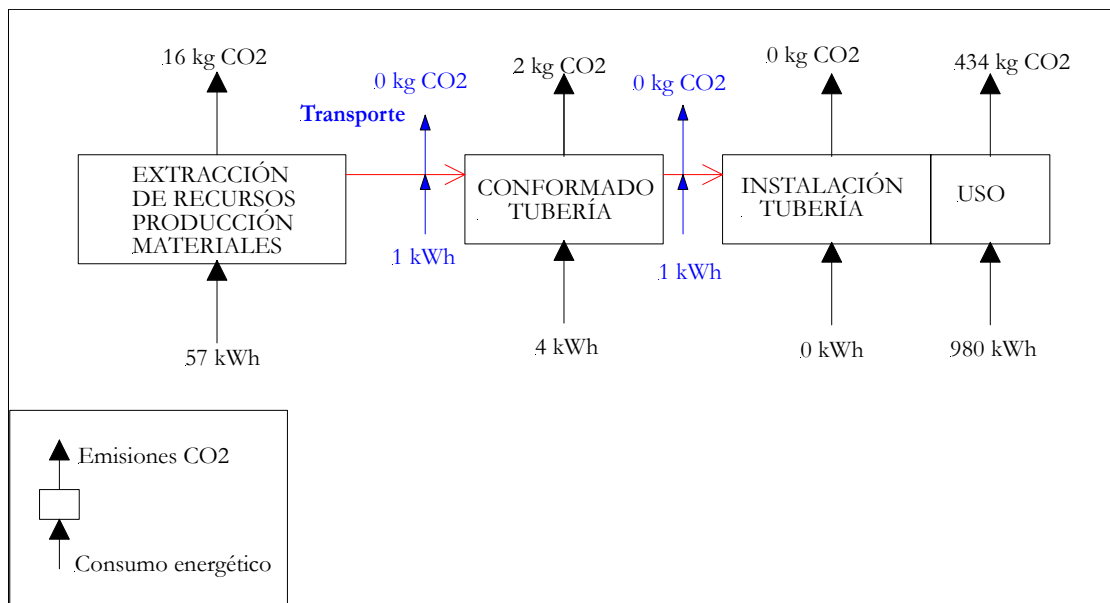 16 kg CO2
0 kg CO2
2 kg CO2
0 kg CO2
0 kg CO2
434 kg CO2
Transporte
EXTRACCIÓN
DE RECURSOS
PRODUCCIÓN
MATERIALES
CONFORMADO
TUBERÍA
INSTALACIÓN
TUBERÍA
USO
57 kWh
1 kWh
4 kWh
1 kWh
0 kWh
980 kWh
Emisiones CO2
Consumo energético